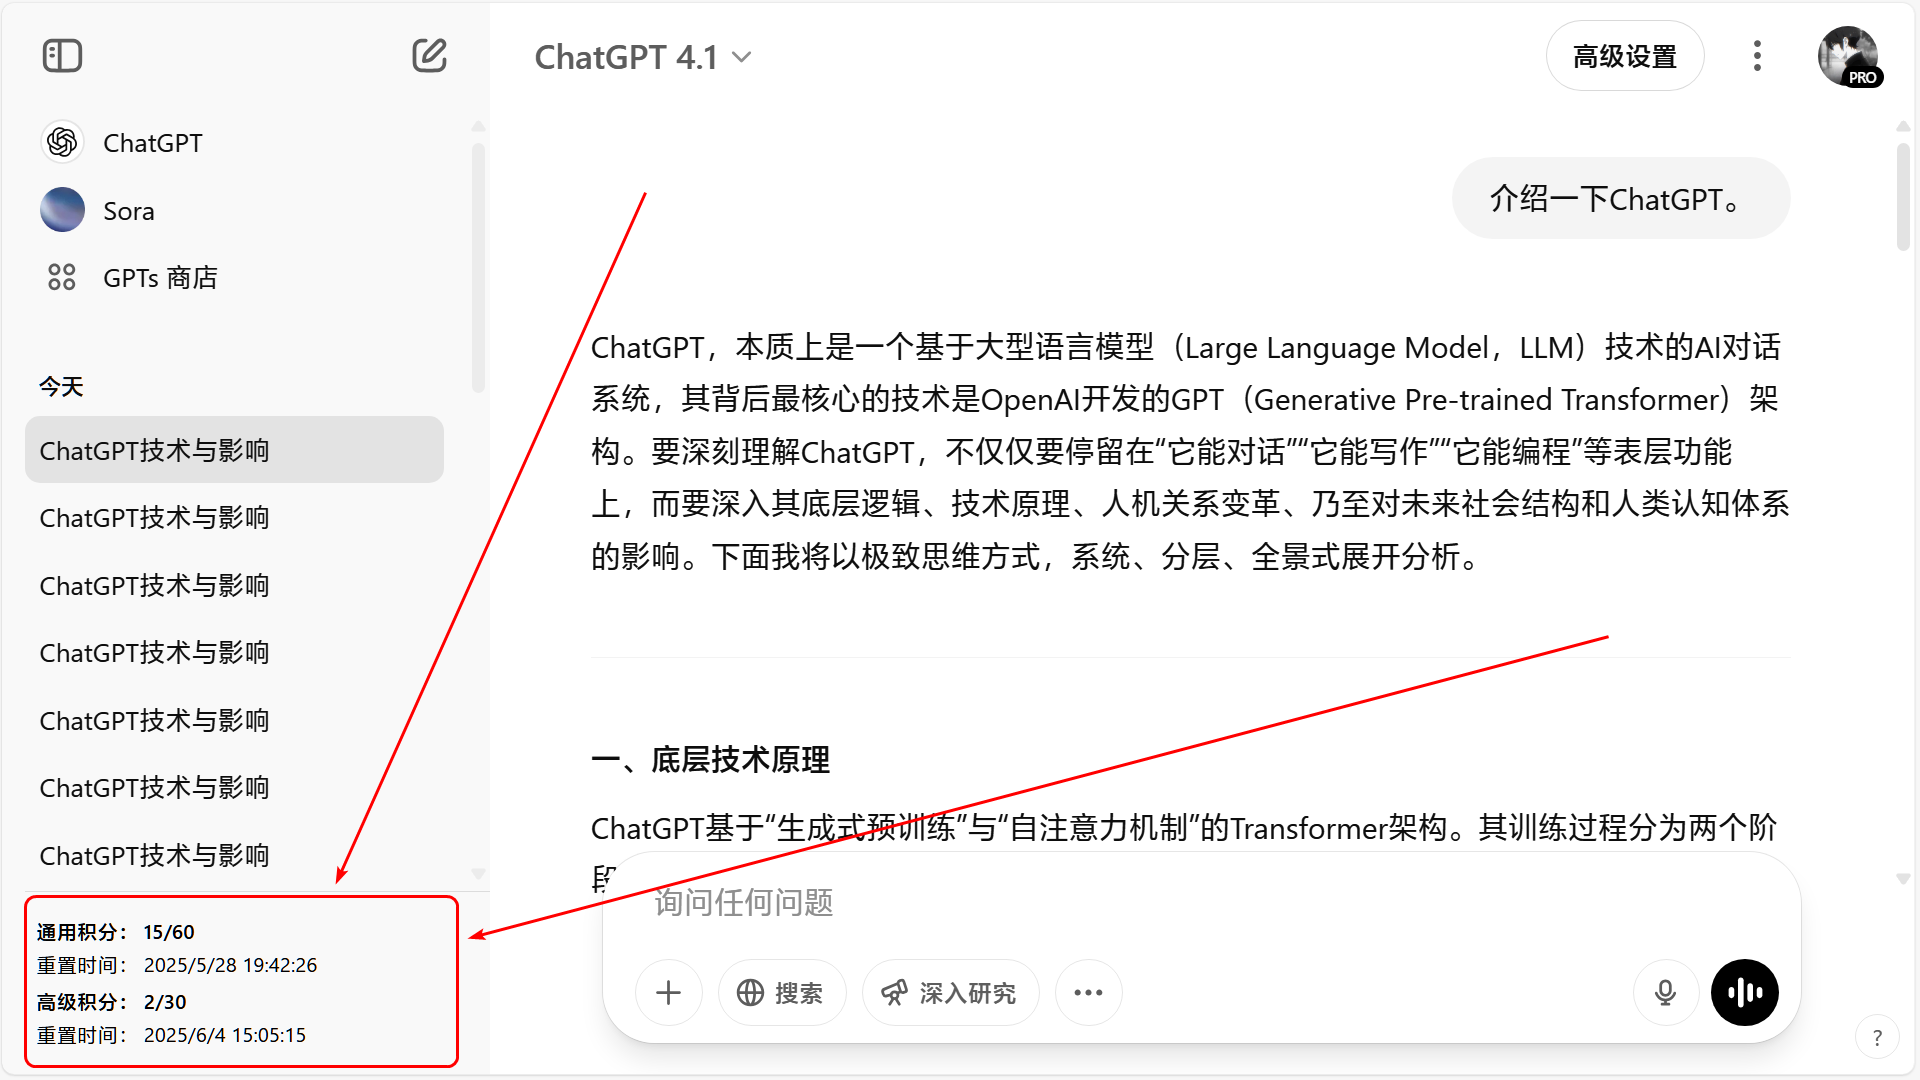 ChatGPT
Sora
GPTs 商店
今天
ChatGPT技术与影响
ChatGPT技术与影响
ChatGPT技术与影响
ChatGPT技术与影响
ChatGPT技术与影响
ChatGPT技术与影响
ChatGPT技术与影响
通用积分： 15/60
重置时间： 2025/5/28 19:42:26
高级积分： 2/30
重置时间： 2025/6/4 15:05:15
ChatGPT 4.1
高级设置
PRO
介绍一下ChatGPT。
ChatGPT，本质上是一个基于大型语言模型（Large Language Model，LLM）技术的AI对话
系统，其背后最核心的技术是OpenAI开发的GPT（Generative Pre-trained Transformer）架
构。要深刻理解ChatGPT，不仅仅要停留在“它能对话”“它能写作”“它能编程”等表层功能
上，而要深入其底层逻辑、技术原理、人机关系变革、乃至对未来社会结构和人类认知体系
的影响。下面我将以极致思维方式，系统、分层、全景式展开分析。
一、底层技术原理
ChatGPT基于“生成式预训练”与“自注意力机制”的Transformer架构。其训练过程分为两个阶
段
询问任何问题
搜索
深入研究
?